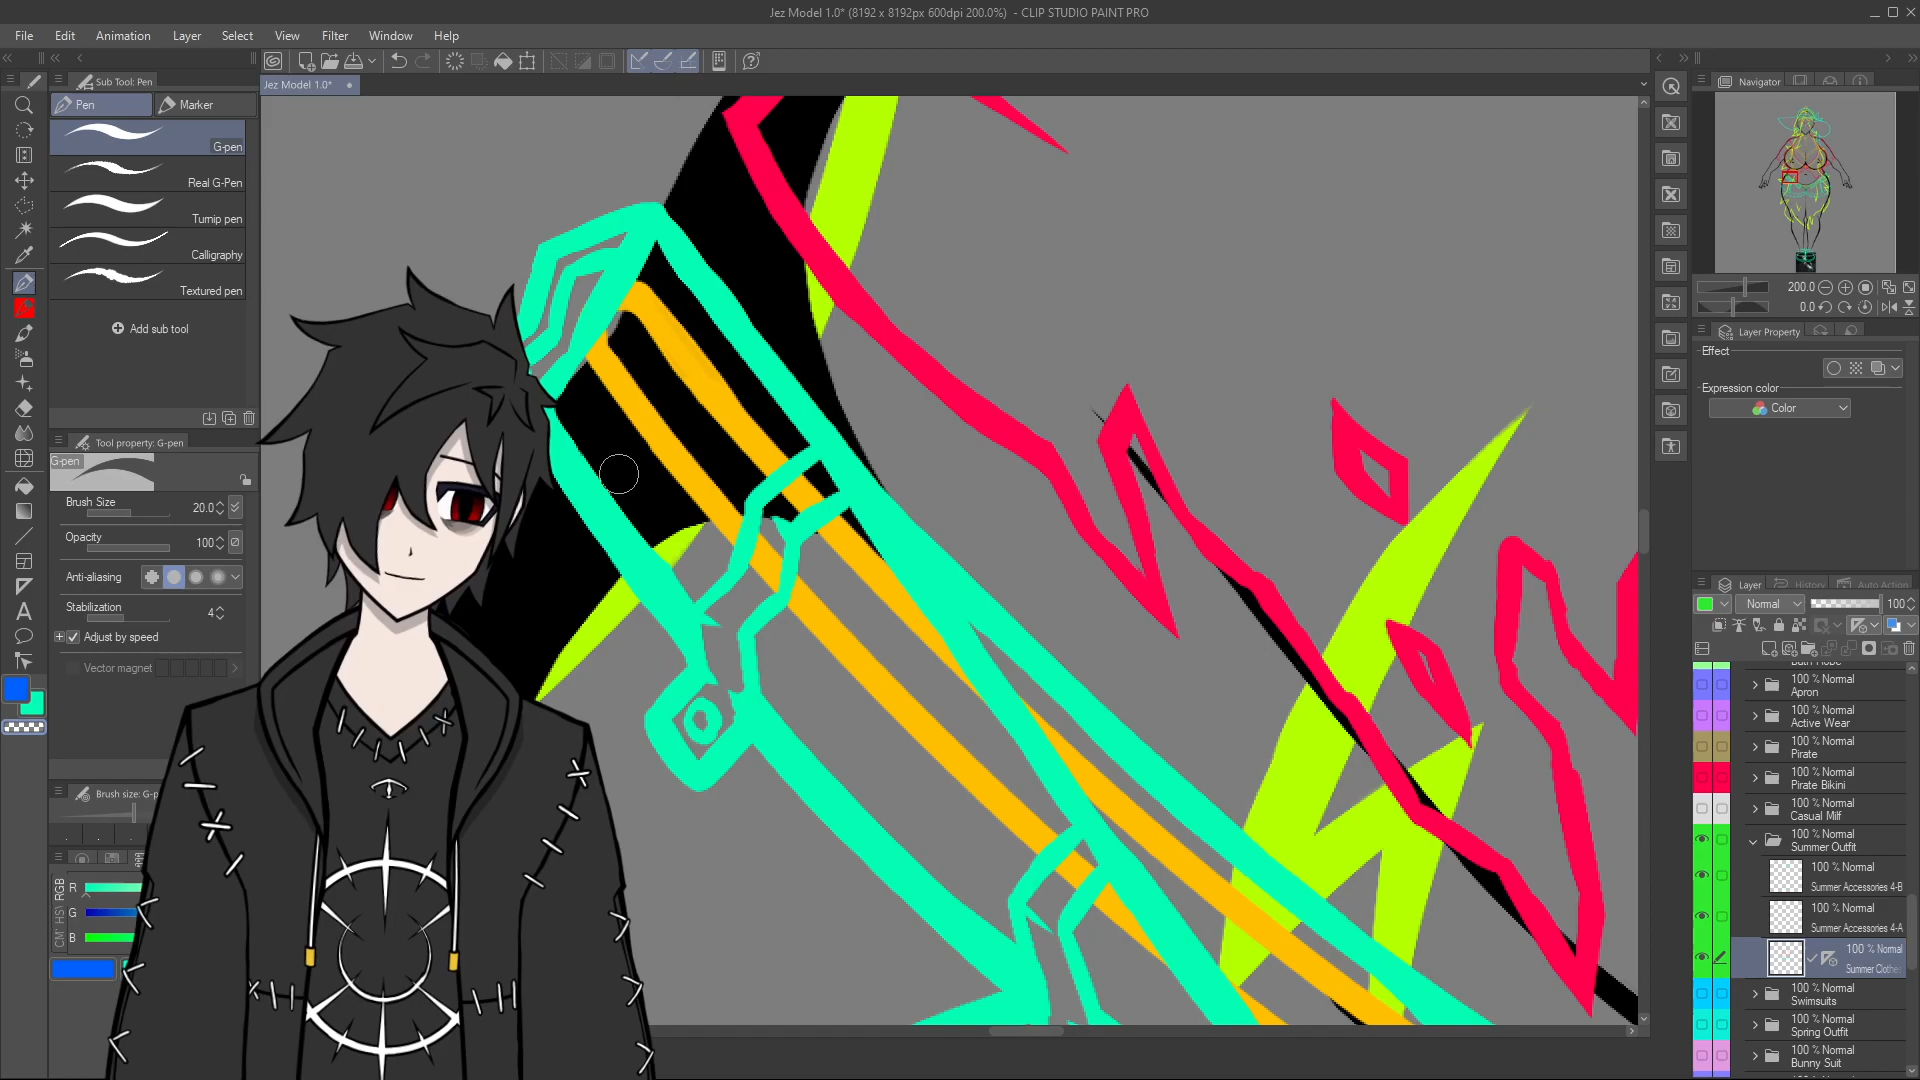 Jez Model 1.0* (8192 x 8192px 600dpi 200.0%) - CLIP STUDIO PAINT PRO
File Edit Animation Layer Select View Filter Window Help
Sub Tool: Pen
Jez Model 1.0*
Navigator
Pen Marker
G-pen
Real G-Pen
Turnip pen
Calligraphy
Textured pen
Add sub tool
200.0
0.0
Layer Property
Effect
Expression color
Color
Tool property: G-pen
G-pen
Brush Size 20.0
Opacity 100
Anti-aliasing
Stabilization 4
Adjust by speed
Vector magnet
Brush size: G-p
RGB
R
G
B
Layer History Auto Action
Normal 100
100 % Normal
Apron
100 % Normal
Active Wear
100 % Normal
Pirate
100 % Normal
Pirate Bikini
100 % Normal
Casual Milf
100 % Normal
Summer Outfit
100 % Normal
Summer Accessories 4-B
100 % Normal
Summer Accessories 4-A
100 % Normal
Summer Clothe
100 % Normal
Swimsuits
100 % Normal
Spring Outfit
100 % Normal
Bunny Suit